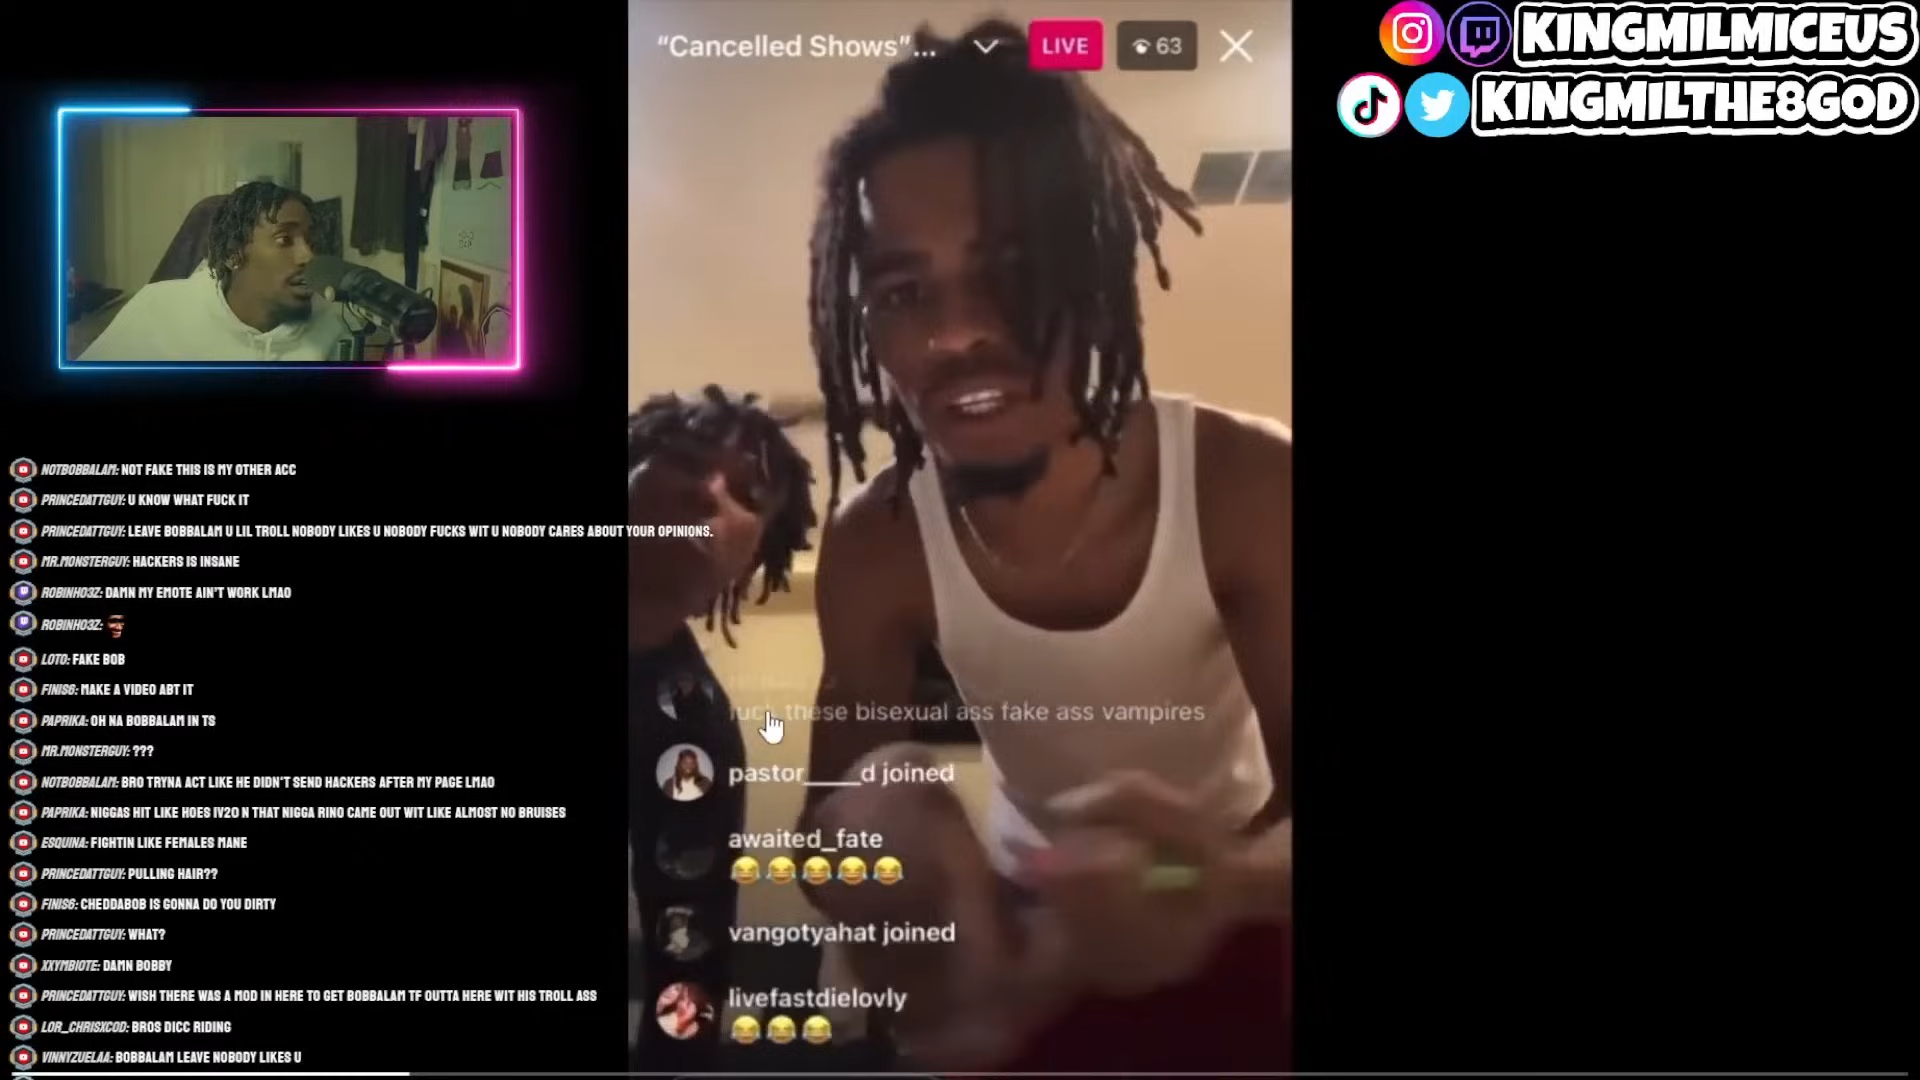 “Cancelled Shows”...
LIVE
63
KINGMILMICEUS
KINGMILTHE8GOD
NOTBOBBALAM: NOT FAKE THIS IS MY OTHER ACC
PRINCEDATTGUY: U KNOW WHAT FUCK IT
PRINCEDATTGUY: LEAVE BOBBALAM U LIL TROLL NOBODY LIKES U NOBODY FUCKS WIT U NOBODY CARES ABOUT YOUR OPINIONS.
MR.MONSTERGUY: HACKERS IS INSANE
ROBINHO3Z: DAMN MY EMOTE AIN'T WORK LMAO
ROBINHO3Z:
LOTO: FAKE BOB
FINIS6: MAKE A VIDEO ABT IT
PAPRIKA: OH NA BOBBALAM IN TS
MR.MONSTERGUY: ???
NOTBOBBALAM: BRO TRYNA ACT LIKE HE DIDN'T SEND HACKERS AFTER MY PAGE LMAO
PAPRIKA: NIGGAS HIT LIKE HOES IV20 N THAT NIGGA RINO CAME OUT WIT LIKE ALMOST NO BRUISES
ESQUINA: FIGHTIN LIKE FEMALES MANE
PRINCEDATTGUY: PULLING HAIR??
FINIS6: CHEDDABOB IS GONNA DO YOU DIRTY
PRINCEDATTGUY: WHAT?
XXYMBIOTE: DAMN BOBBY
PRINCEDATTGUY: WISH THERE WAS A MOD IN HERE TO GET BOBBALAM TF OUTTA HERE WIT HIS TROLL ASS
LOR_CHRISXCOD: BROS DICC RIDING
VINNYZUELAA: BOBBALAM LEAVE NOBODY LIKES U
fuck these bisexual ass fake ass vampires
pastor____d joined
awaited_fate
😂😂😂😂😂
vangotyahat joined
livefastdielovly
😂😂😂